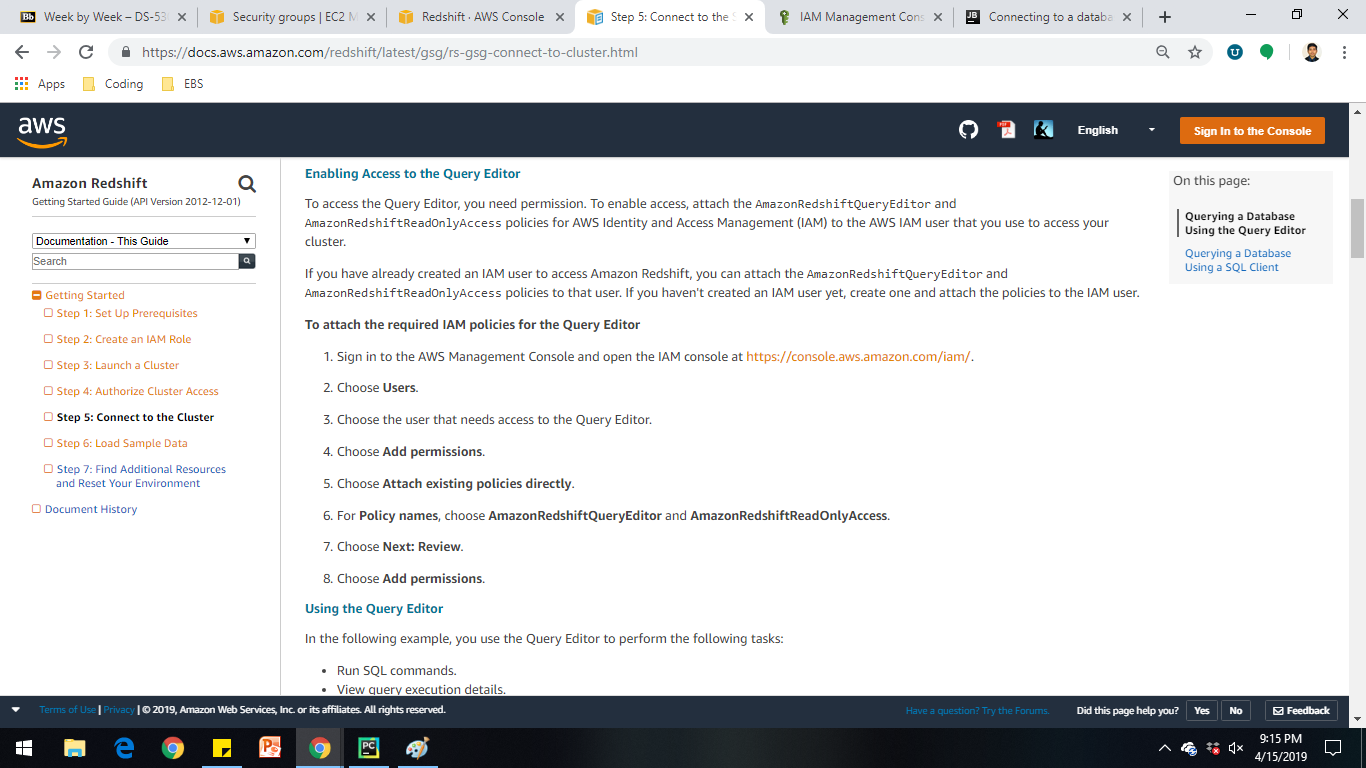 Week by Week – DS-53
Security groups | EC2 M
Redshift · AWS Console
Step 5: Connect to the S
IAM Management Cons
Connecting to a databa
https://docs.aws.amazon.com/redshift/latest/gsg/rs-gsg-connect-to-cluster.html
Apps
Coding
EBS
aws
English
Sign In to the Console
Amazon Redshift
Getting Started Guide (API Version 2012-12-01)
Documentation - This Guide
Search
Getting Started
Step 1: Set Up Prerequisites
Step 2: Create an IAM Role
Step 3: Launch a Cluster
Step 4: Authorize Cluster Access
Step 5: Connect to the Cluster
Step 6: Load Sample Data
Step 7: Find Additional Resources
and Reset Your Environment
Document History
Enabling Access to the Query Editor
To access the Query Editor, you need permission. To enable access, attach the AmazonRedshiftQueryEditor and
AmazonRedshiftReadOnlyAccess policies for AWS Identity and Access Management (IAM) to the AWS IAM user that you use to access your
cluster.
If you have already created an IAM user to access Amazon Redshift, you can attach the AmazonRedshiftQueryEditor and
AmazonRedshiftReadOnlyAccess policies to that user. If you haven't created an IAM user yet, create one and attach the policies to the IAM user.
To attach the required IAM policies for the Query Editor
1. Sign in to the AWS Management Console and open the IAM console at https://console.aws.amazon.com/iam/.
2. Choose Users.
3. Choose the user that needs access to the Query Editor.
4. Choose Add permissions.
5. Choose Attach existing policies directly.
6. For Policy names, choose AmazonRedshiftQueryEditor and AmazonRedshiftReadOnlyAccess.
7. Choose Next: Review.
8. Choose Add permissions.
Using the Query Editor
In the following example, you use the Query Editor to perform the following tasks:
• Run SQL commands.
• View query execution details.
On this page:
Querying a Database
Using the Query Editor
Querying a Database
Using a SQL Client
Terms of Use | Privacy | © 2019, Amazon Web Services, Inc. or its affiliates. All rights reserved.
Have a question? Try the Forums.
Did this page help you?
Yes
No
Feedback
9:15 PM
4/15/2019